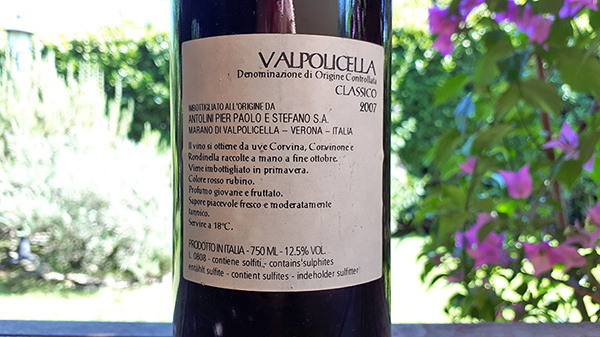 VALPOLICELLA
Denominazione di Origine Controllata
CLASSICO
2007
IMBOTTIGLIATO ALL'ORIGINE DA
ANTOLINI PIER PAOLO E STEFANO S.A.
MARANO DI VALPOLICELLA – VERONA – ITALIA
Il vino si ottiene da uve Corvina, Corvinone e
Rondinella raccolte a mano a fine ottobre.
Viene imbottigliato in primavera.
Colore rosso rubino.
Profumo giovane e fruttato.
Sapore piacevole fresco e moderatamente
tannico.
Servire a 18°C.
PRODOTTO IN ITALIA - 750 ML - 12.5% VOL.
L. 0808 - contiene solfiti - contains sulphites
enthält sulfite - contient sulfites - indeholder sulfitter